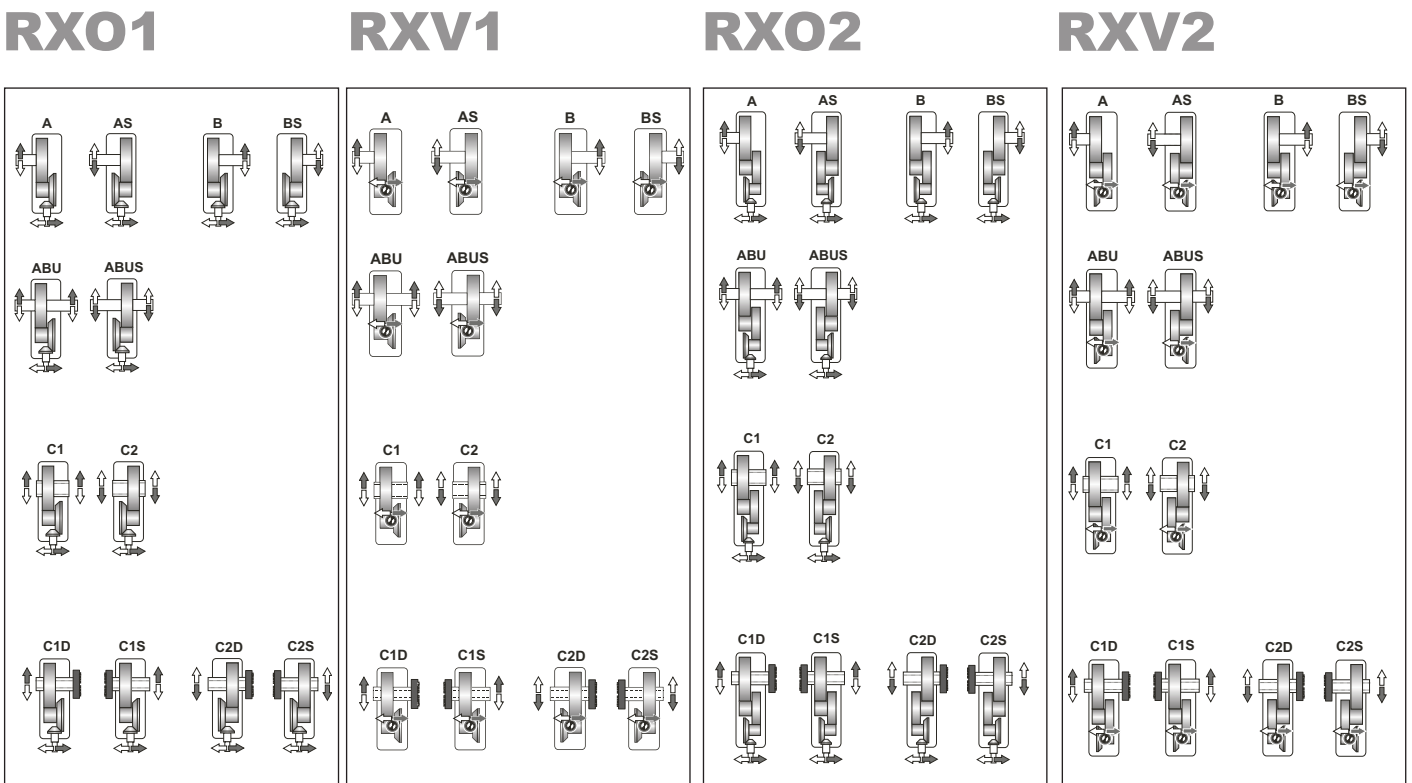 RXO1 RXV1 RXO2 RXV2
A AS B BS
ABU ABUS
C1 C2
C1D C1S C2D C2S
A AS B BS
ABU ABUS
C1 C2
C1D C1S C2D C2S
A AS B BS
ABU ABUS
C1 C2
C1D C1S C2D C2S
A AS B BS
ABU ABUS
C1 C2
C1D C1S C2D C2S